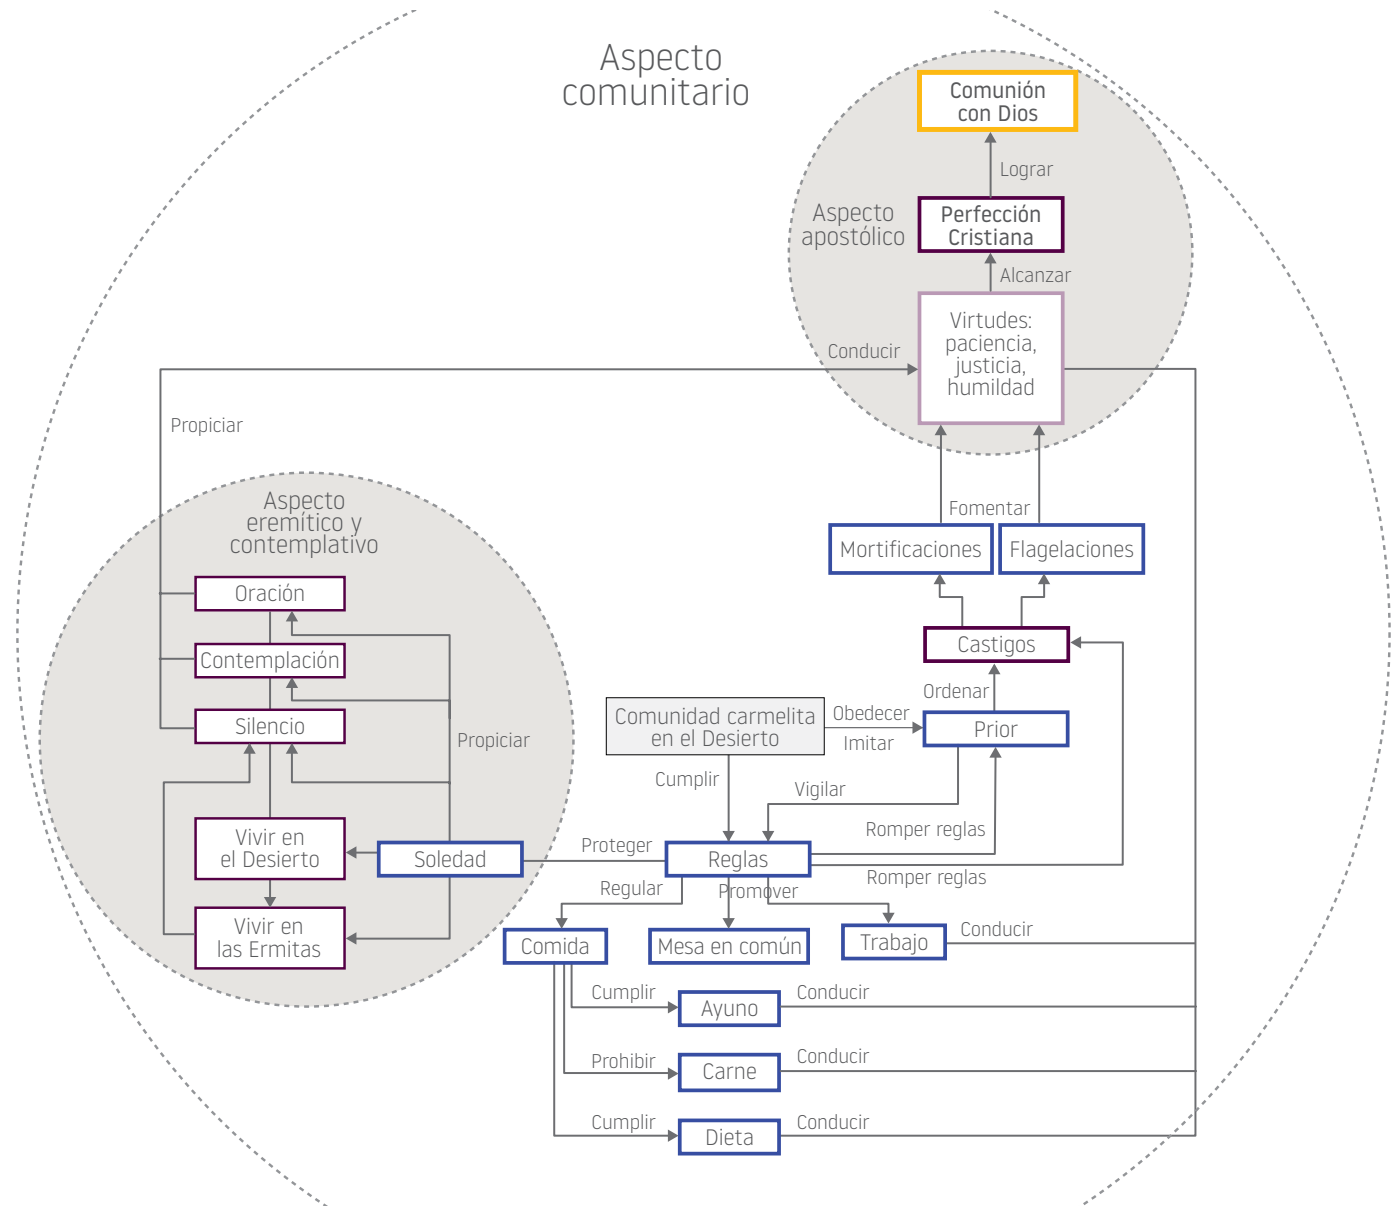 Aspecto
comunitario
Comunión
con Dios
Lograr
Aspecto
apostólico
Perfección
Cristiana
Alcanzar
Virtudes:
paciencia,
justicia,
humildad
Conducir
Propiciar
Aspecto
eremítico y
contemplativo
Fomentar
Mortificaciones
Flagelaciones
Oración
Contemplación
Silencio
Propiciar
Castigos
Ordenar
Comunidad carmelita
en el Desierto
Obedecer
Imitar
Prior
Cumplir
Vigilar
Romper reglas
Vivir en
el Desierto
Soledad
Proteger
Reglas
Romper reglas
Regular
Promover
Vivir en
las Ermitas
Comida
Mesa en común
Trabajo
Conducir
Cumplir
Ayuno
Conducir
Prohibir
Carne
Conducir
Cumplir
Dieta
Conducir